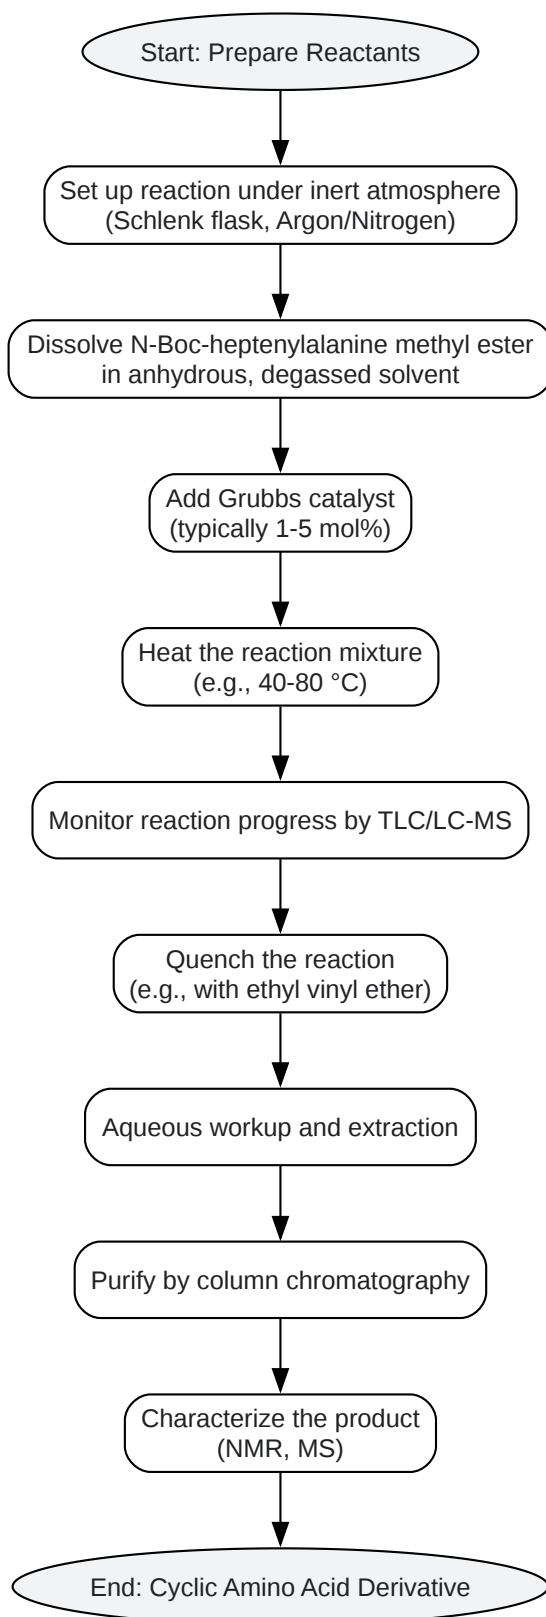 Start: Prepare Reactants
Set up reaction under inert atmosphere
(Schlenk flask, Argon/Nitrogen)
Dissolve N-Boc-heptenylalanine methyl ester
in anhydrous, degassed solvent
Add Grubbs catalyst
(typically 1-5 mol%)
Heat the reaction mixture
(e.g., 40-80 °C)
Monitor reaction progress by TLC/LC-MS
Quench the reaction
(e.g., with ethyl vinyl ether)
Aqueous workup and extraction
Purify by column chromatography
Characterize the product
(NMR, MS)
End: Cyclic Amino Acid Derivative